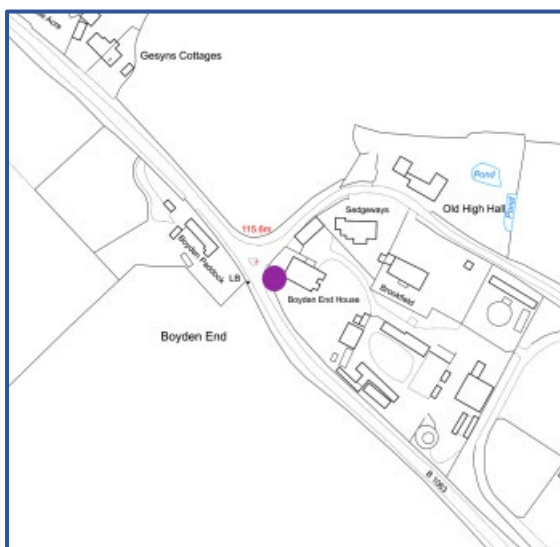 Acre
Gesyns Cottages
Pond
Old High Hall
Pond
Sedgeways
115.6m
Boyden Paddock
LB
Brookfield
Boyden End House
Boyden End
B 1063